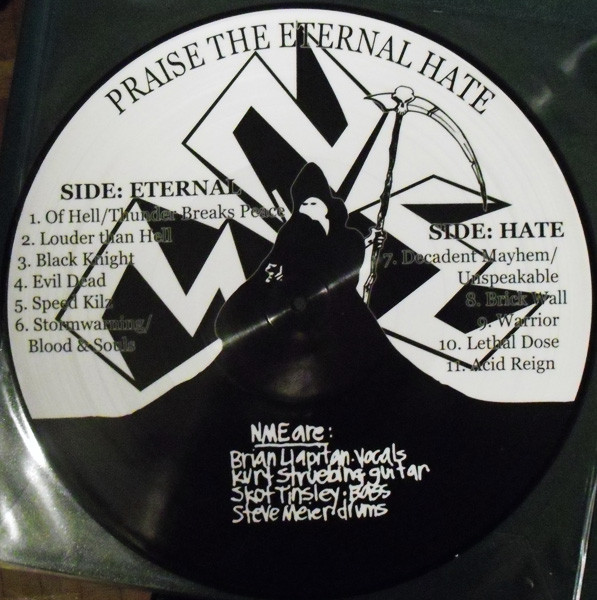 PRAISE THE ETERNAL HATE
SIDE: ETERNAL
1. Of Hell/Thunder Breaks Peace
2. Louder than Hell
3. Black Knight
4. Evil Dead
5. Speed Kilz
6. Stormwarning/
Blood & Souls
SIDE: HATE
7. Decadent Mayhem/
Unspeakable
8. Brick Wall
9. Warrior
10. Lethal Dose
11. Acid Reign
NME
NME are:
Brian Llapitan. vocals
Kurt Struebing, guitar
Skot Tinsley: Bass
Steve Meier drums